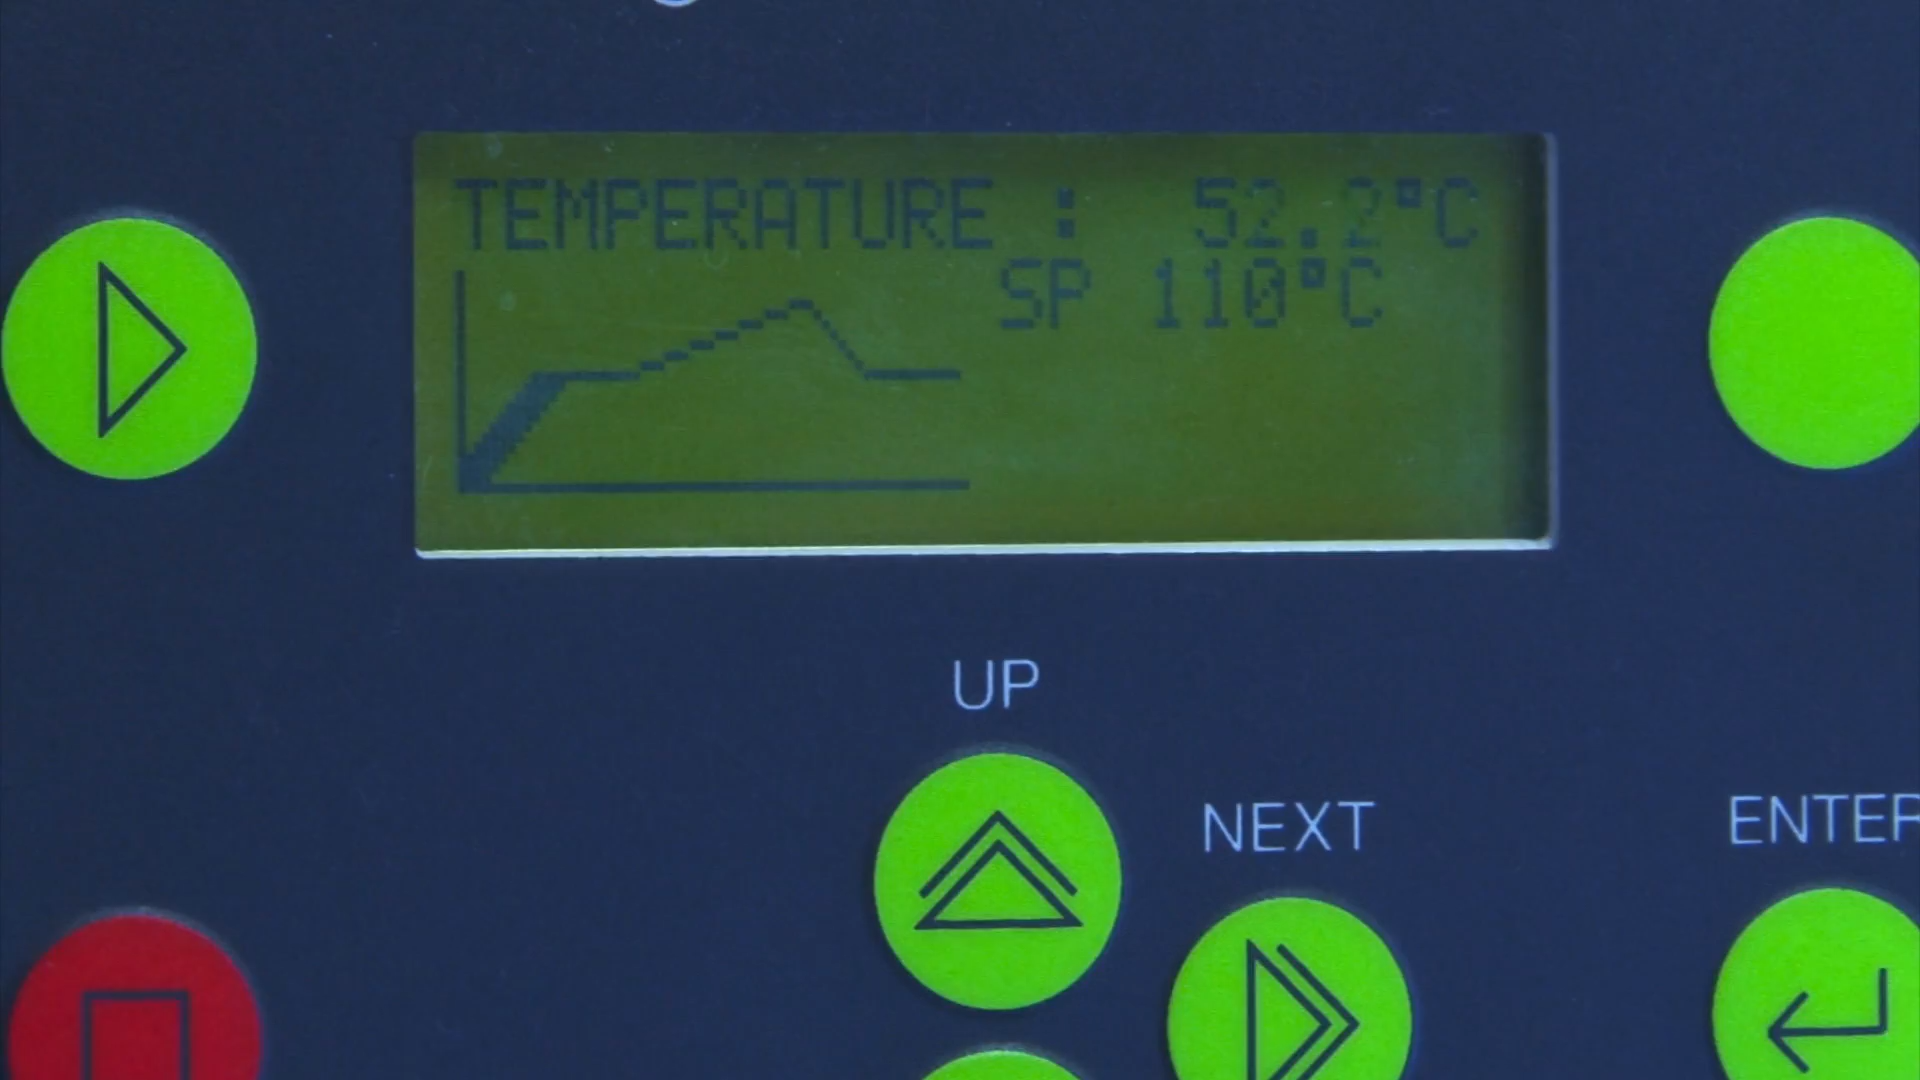 TEMPERATURE : 52.2°C
SP 110°C
UP
NEXT
ENTER